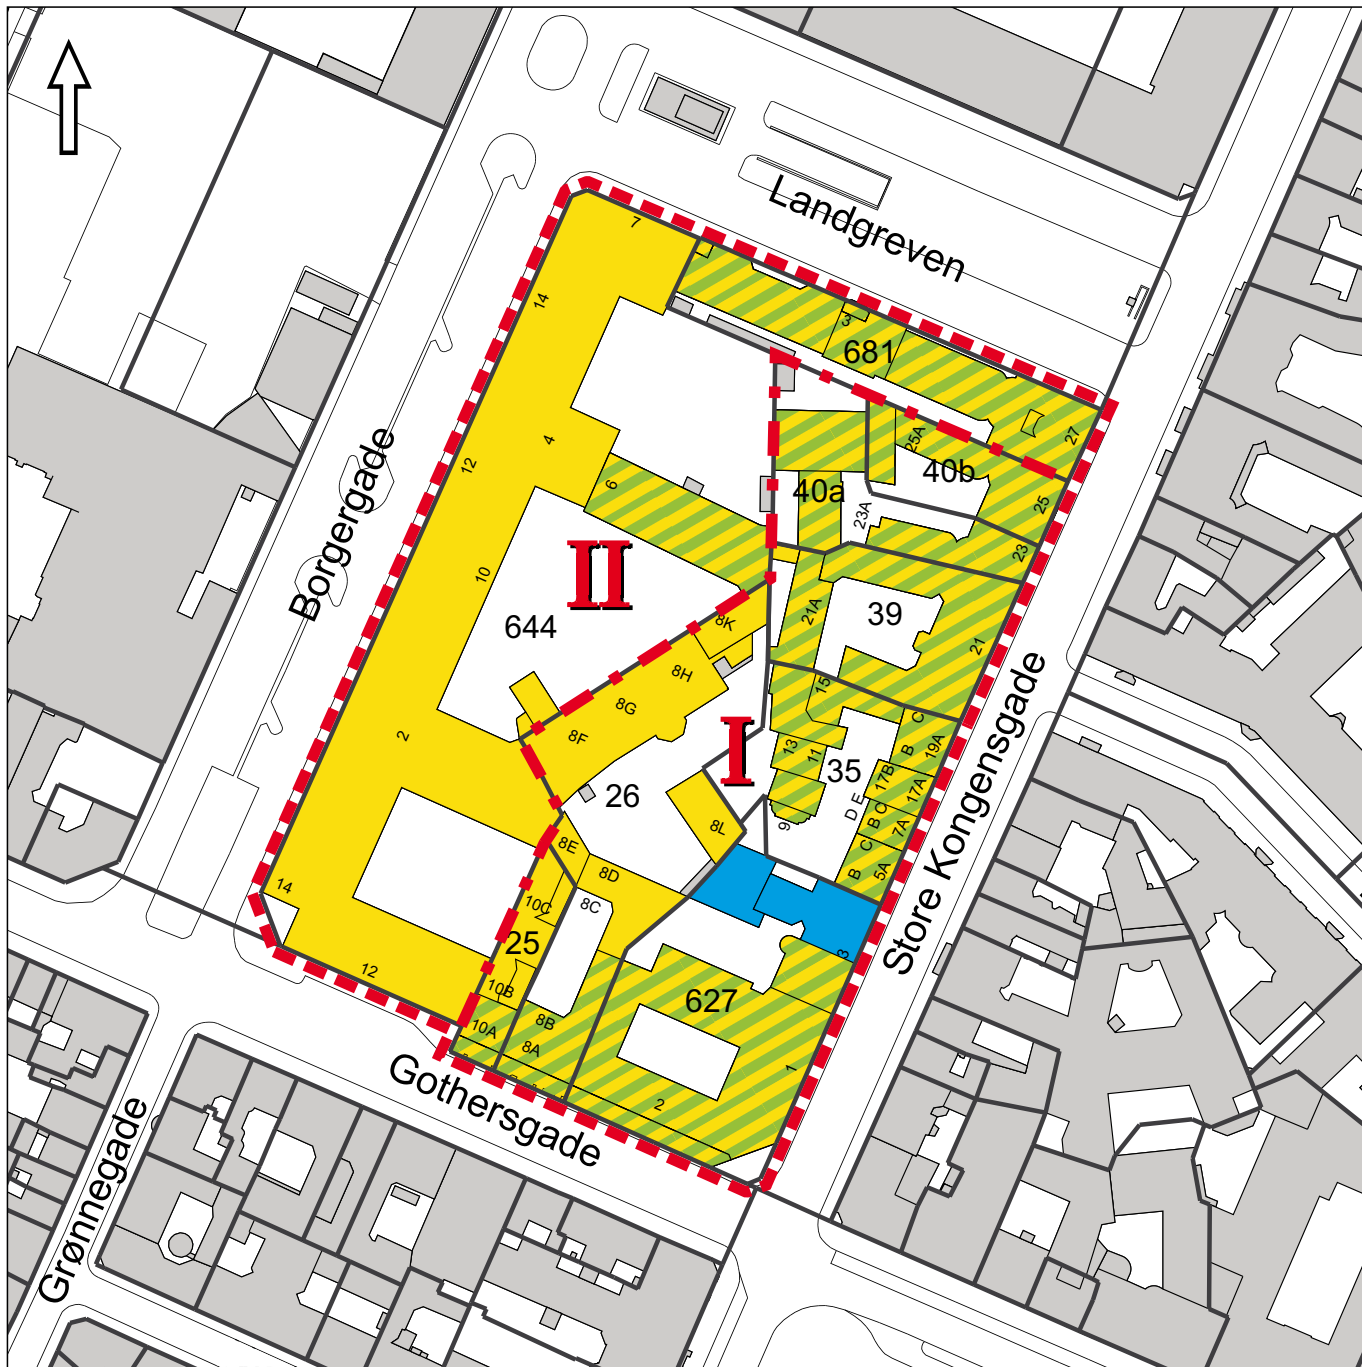 Landgreven
7
14
3
681
27
25A
4
40b
12
6
40a
23A
25
Borgergade
23
10
II
644
8K
21A
39
21
8H
15
8G
C
8F
I
13
11
B
19A
2
35
17B
17A
26
D E
C
B
7A
8L
9
8E
C
8D
B
5A
14
10C
8C
Store Kongensgade
25
3
12
10B
627
10A
8B
8A
1
2
Gothersgade
Grønnegade